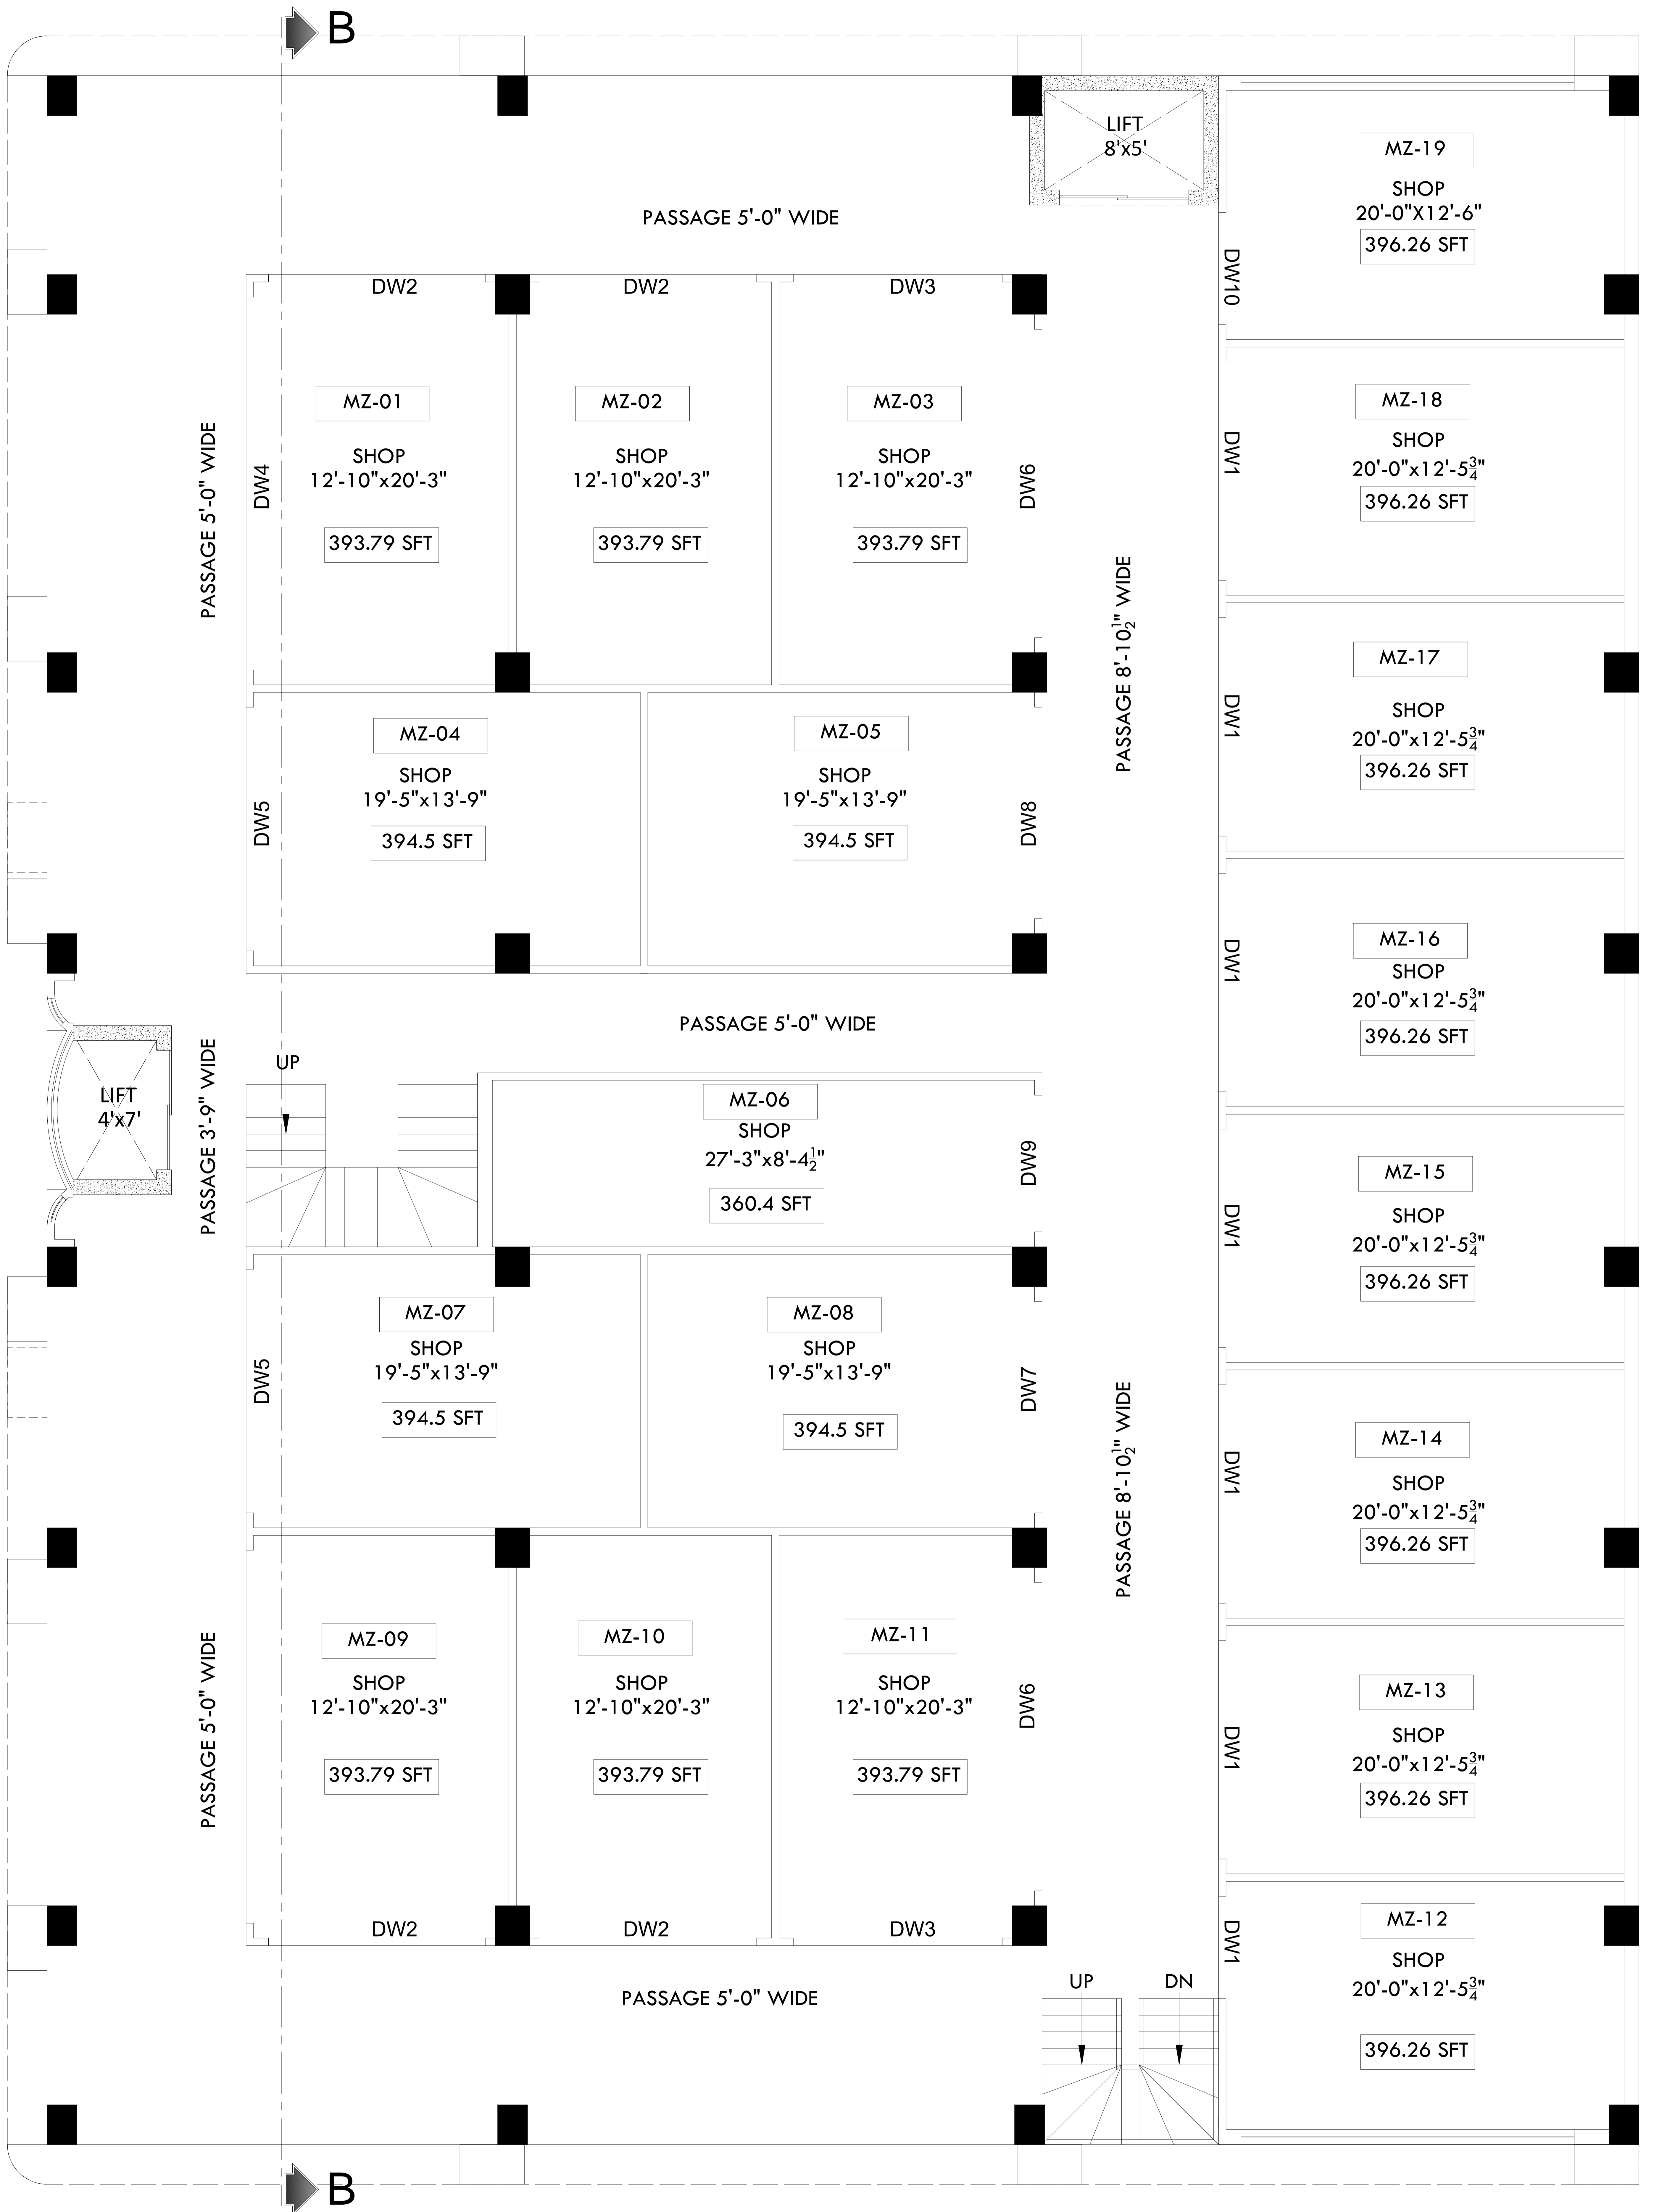 B
LIFT
8'x5'
PASSAGE 5'-0" WIDE
MZ-19
SHOP
20'-0"X12'-6"
396.26 SFT
DW10
DW2
DW2
DW3
MZ-01
SHOP
12'-10"x20'-3"
393.79 SFT
DW4
PASSAGE 5'-0" WIDE
MZ-02
SHOP
12'-10"x20'-3"
393.79 SFT
MZ-03
SHOP
12'-10"x20'-3"
393.79 SFT
DW6
PASSAGE 8'-10½" WIDE
MZ-18
SHOP
20'-0"x12'-5¾"
396.26 SFT
DW1
MZ-17
SHOP
20'-0"x12'-5¾"
396.26 SFT
DW1
MZ-04
SHOP
19'-5"x13'-9"
394.5 SFT
DW5
MZ-05
SHOP
19'-5"x13'-9"
394.5 SFT
DW8
MZ-16
SHOP
20'-0"x12'-5¾"
396.26 SFT
DW1
PASSAGE 5'-0" WIDE
LIFT
4'x7'
PASSAGE 3'-9" WIDE
UP
MZ-06
SHOP
27'-3"x8'-4½"
360.4 SFT
DW9
MZ-15
SHOP
20'-0"x12'-5¾"
396.26 SFT
DW1
MZ-07
SHOP
19'-5"x13'-9"
394.5 SFT
DW5
MZ-08
SHOP
19'-5"x13'-9"
394.5 SFT
DW7
PASSAGE 8'-10½" WIDE
MZ-14
SHOP
20'-0"x12'-5¾"
396.26 SFT
DW1
PASSAGE 5'-0" WIDE
MZ-09
SHOP
12'-10"x20'-3"
393.79 SFT
MZ-10
SHOP
12'-10"x20'-3"
393.79 SFT
MZ-11
SHOP
12'-10"x20'-3"
393.79 SFT
DW6
MZ-13
SHOP
20'-0"x12'-5¾"
396.26 SFT
DW1
DW2
DW2
DW3
MZ-12
SHOP
20'-0"x12'-5¾"
396.26 SFT
DW1
PASSAGE 5'-0" WIDE
UP
DN
B